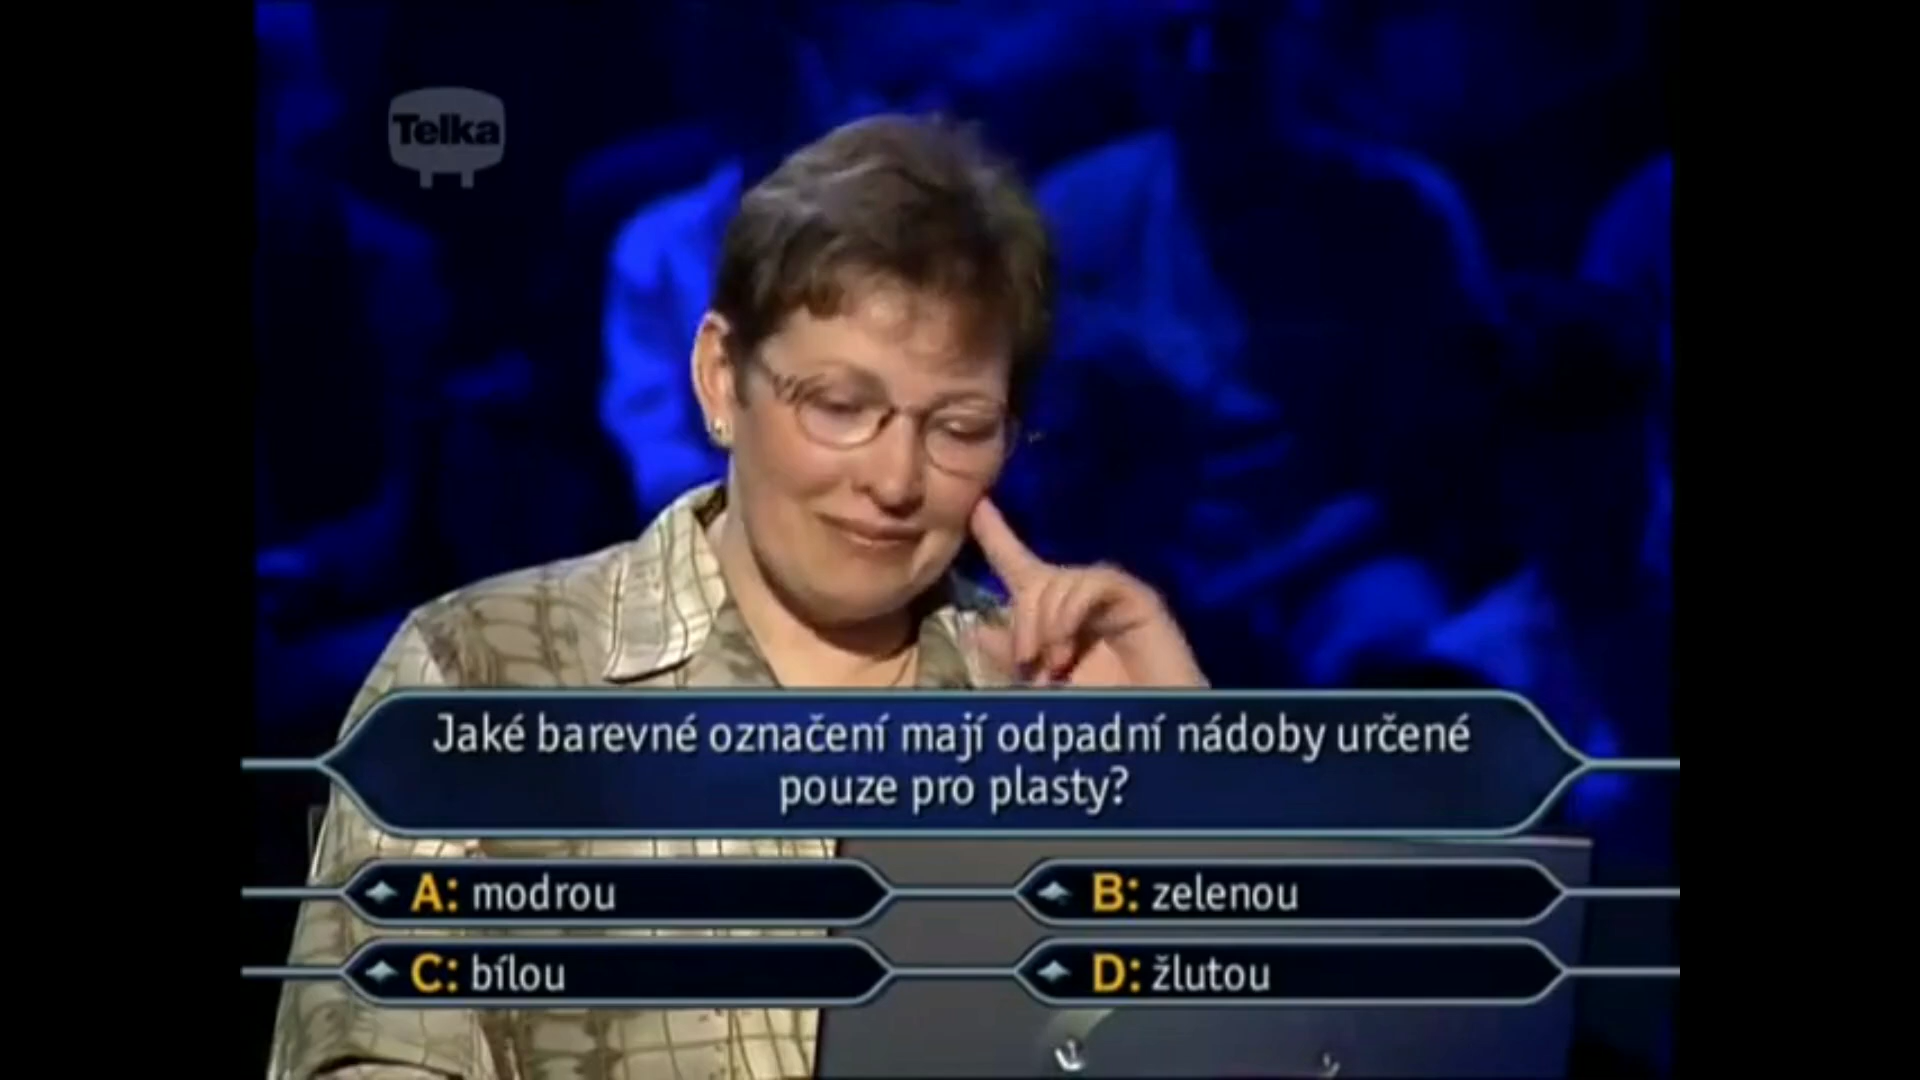 Telka
Jaké barevné označení mají odpadní nádoby určené
pouze pro plasty?
A: modrou
B: zelenou
C: bílou
D: žlutou